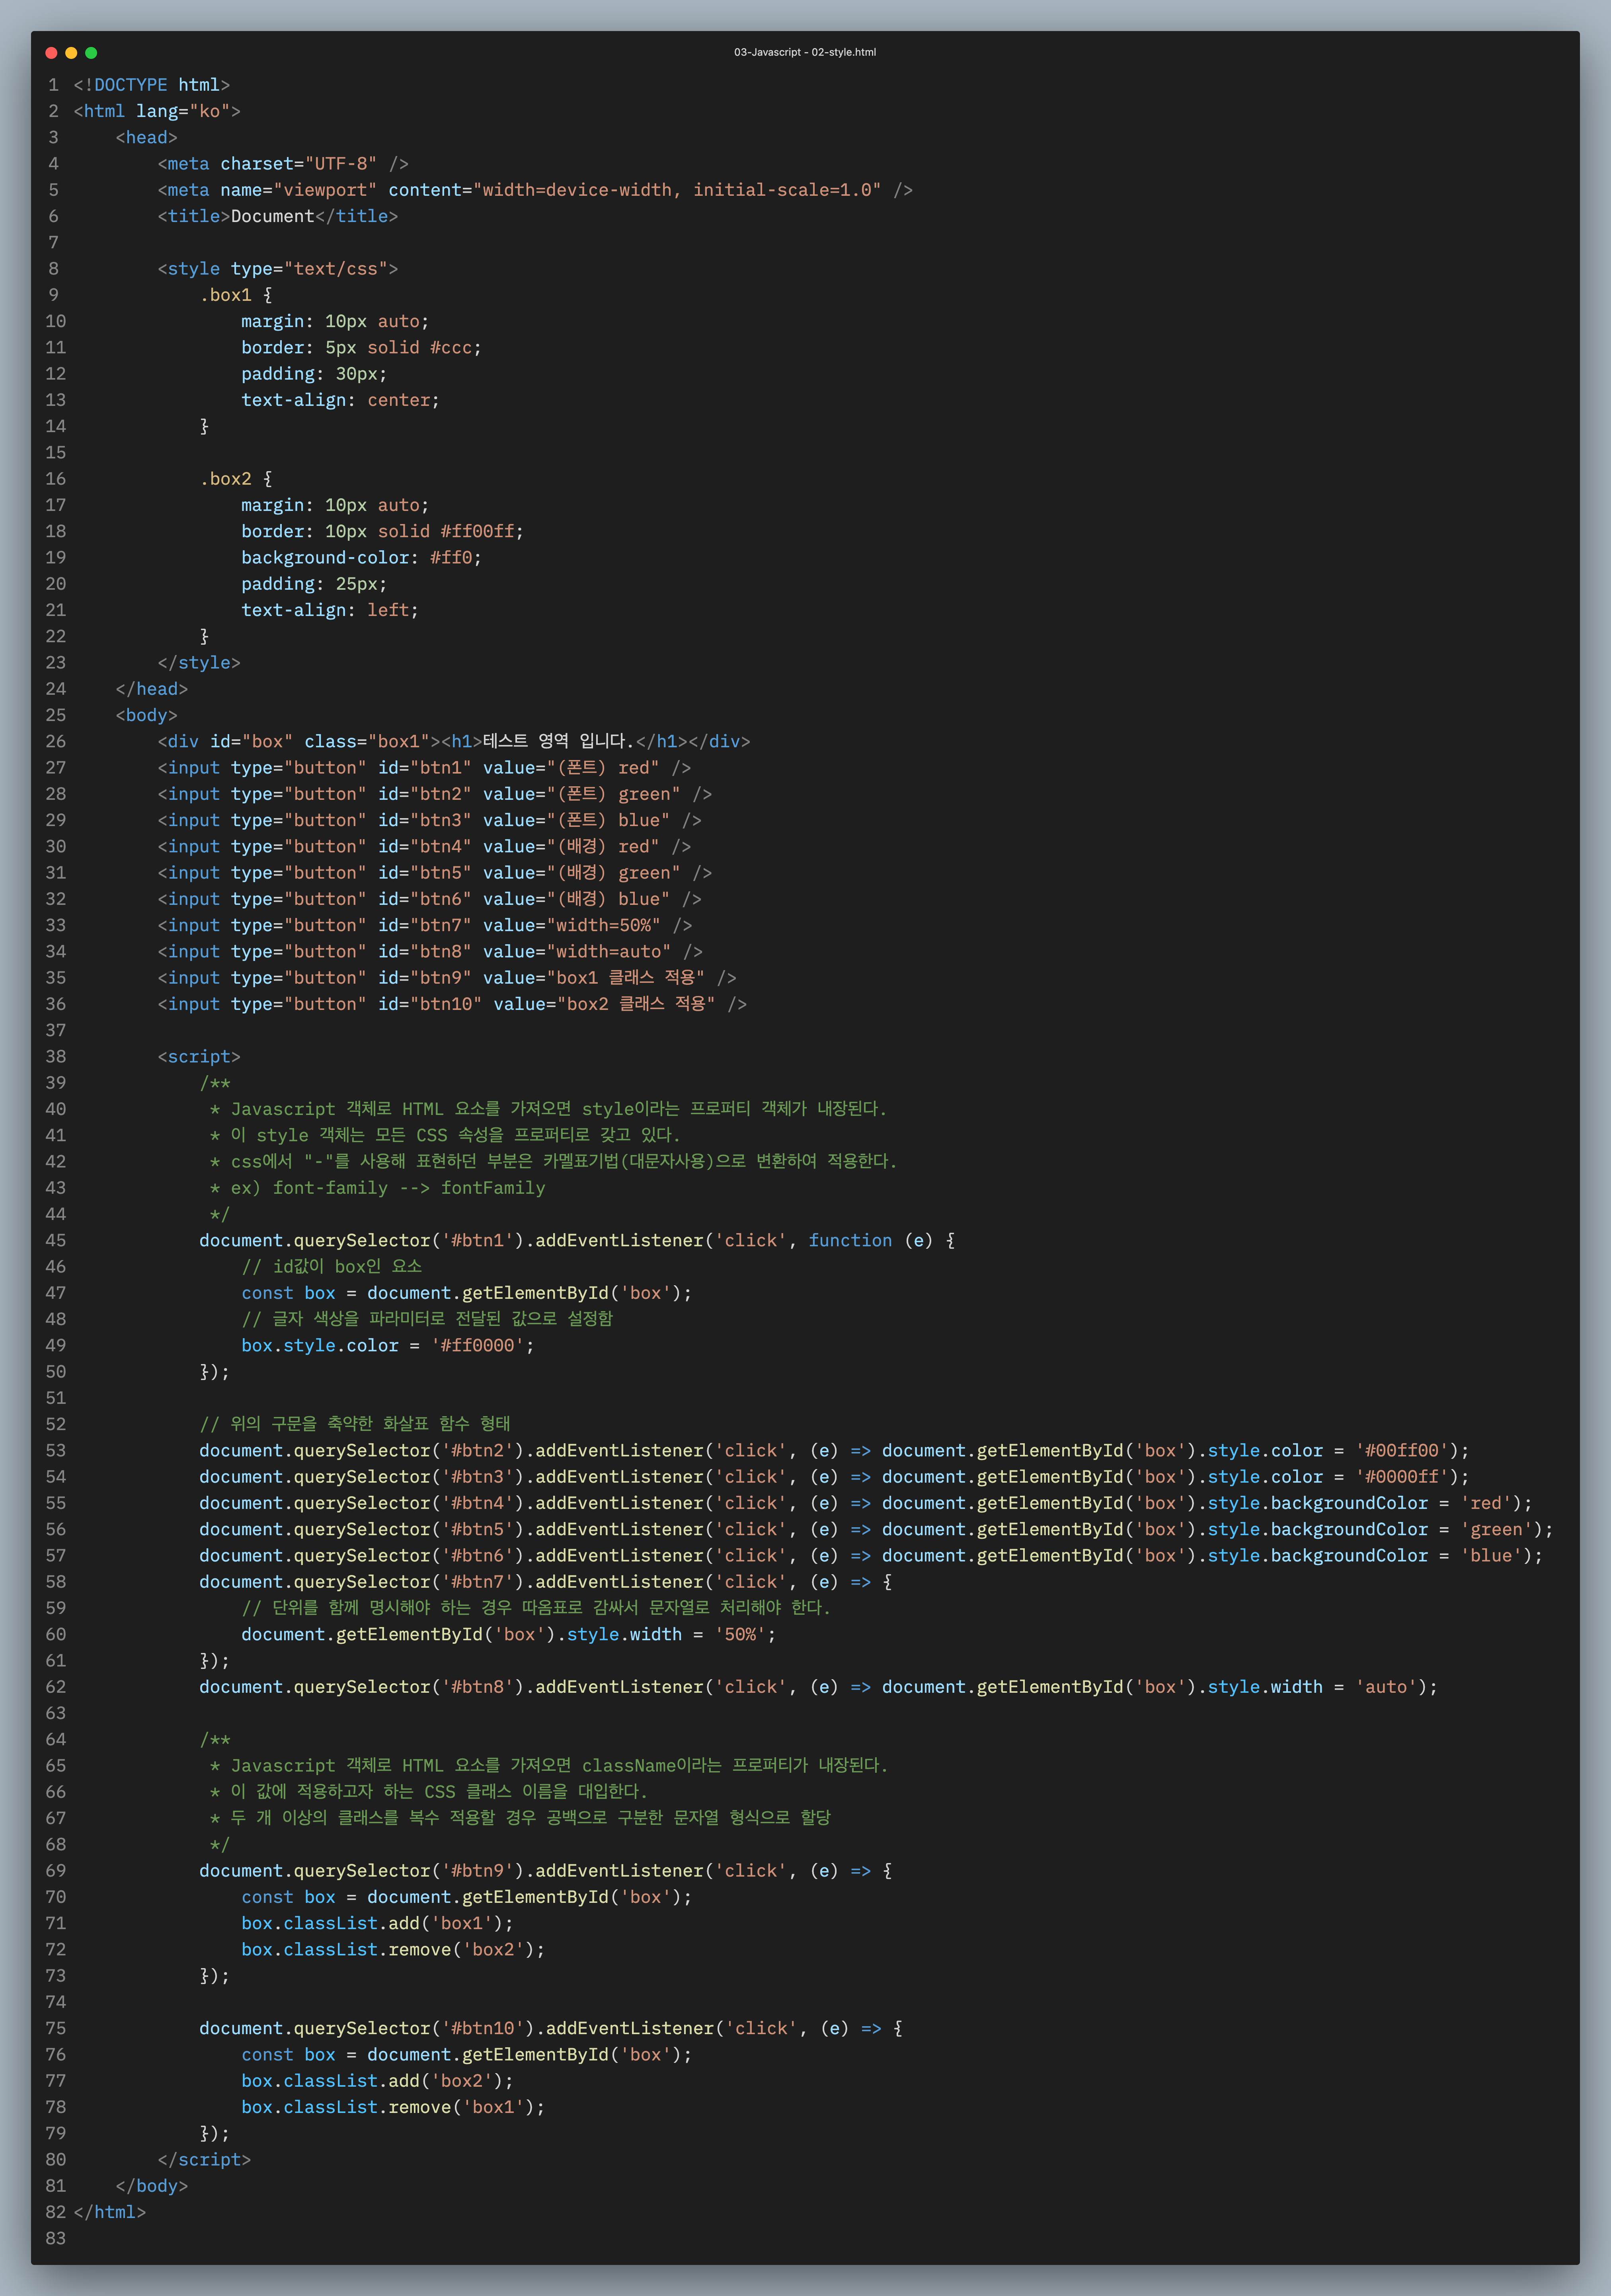 03-Javascript - 02-style.html
1 <!DOCTYPE html>
2 <html lang="ko">
3     <head>
4         <meta charset="UTF-8" />
5         <meta name="viewport" content="width=device-width, initial-scale=1.0" />
6         <title>Document</title>
7
8         <style type="text/css">
9             .box1 {
10                 margin: 10px auto;
11                 border: 5px solid #ccc;
12                 padding: 30px;
13                 text-align: center;
14             }
15
16             .box2 {
17                 margin: 10px auto;
18                 border: 10px solid #ff00ff;
19                 background-color: #ff0;
20                 padding: 25px;
21                 text-align: left;
22             }
23         </style>
24     </head>
25     <body>
26         <div id="box" class="box1"><h1>테스트 영역 입니다.</h1></div>
27         <input type="button" id="btn1" value="(폰트) red" />
28         <input type="button" id="btn2" value="(폰트) green" />
29         <input type="button" id="btn3" value="(폰트) blue" />
30         <input type="button" id="btn4" value="(배경) red" />
31         <input type="button" id="btn5" value="(배경) green" />
32         <input type="button" id="btn6" value="(배경) blue" />
33         <input type="button" id="btn7" value="width=50%" />
34         <input type="button" id="btn8" value="width=auto" />
35         <input type="button" id="btn9" value="box1 클래스 적용" />
36         <input type="button" id="btn10" value="box2 클래스 적용" />
37
38         <script>
39             /**
40              * Javascript 객체로 HTML 요소를 가져오면 style이라는 프로퍼티 객체가 내장된다.
41              * 이 style 객체는 모든 CSS 속성을 프로퍼티로 갖고 있다.
42              * css에서 "-"를 사용해 표현하던 부분은 카멜표기법(대문자사용)으로 변환하여 적용한다.
43              * ex) font-family --> fontFamily
44              */
45             document.querySelector('#btn1').addEventListener('click', function (e) {
46                 // id값이 box인 요소
47                 const box = document.getElementById('box');
48                 // 글자 색상을 파라미터로 전달된 값으로 설정함
49                 box.style.color = '#ff0000';
50             });
51
52             // 위의 구문을 축약한 화살표 함수 형태
53             document.querySelector('#btn2').addEventListener('click', (e) => document.getElementById('box').style.color = '#00ff00');
54             document.querySelector('#btn3').addEventListener('click', (e) => document.getElementById('box').style.color = '#0000ff');
55             document.querySelector('#btn4').addEventListener('click', (e) => document.getElementById('box').style.backgroundColor = 'red');
56             document.querySelector('#btn5').addEventListener('click', (e) => document.getElementById('box').style.backgroundColor = 'green');
57             document.querySelector('#btn6').addEventListener('click', (e) => document.getElementById('box').style.backgroundColor = 'blue');
58             document.querySelector('#btn7').addEventListener('click', (e) => {
59                 // 단위를 함께 명시해야 하는 경우 따옴표로 감싸서 문자열로 처리해야 한다.
60                 document.getElementById('box').style.width = '50%';
61             });
62             document.querySelector('#btn8').addEventListener('click', (e) => document.getElementById('box').style.width = 'auto');
63
64             /**
65              * Javascript 객체로 HTML 요소를 가져오면 className이라는 프로퍼티가 내장된다.
66              * 이 값에 적용하고자 하는 CSS 클래스 이름을 대입한다.
67              * 두 개 이상의 클래스를 복수 적용할 경우 공백으로 구분한 문자열 형식으로 할당
68              */
69             document.querySelector('#btn9').addEventListener('click', (e) => {
70                 const box = document.getElementById('box');
71                 box.classList.add('box1');
72                 box.classList.remove('box2');
73             });
74
75             document.querySelector('#btn10').addEventListener('click', (e) => {
76                 const box = document.getElementById('box');
77                 box.classList.add('box2');
78                 box.classList.remove('box1');
79             });
80         </script>
81     </body>
82 </html>
83